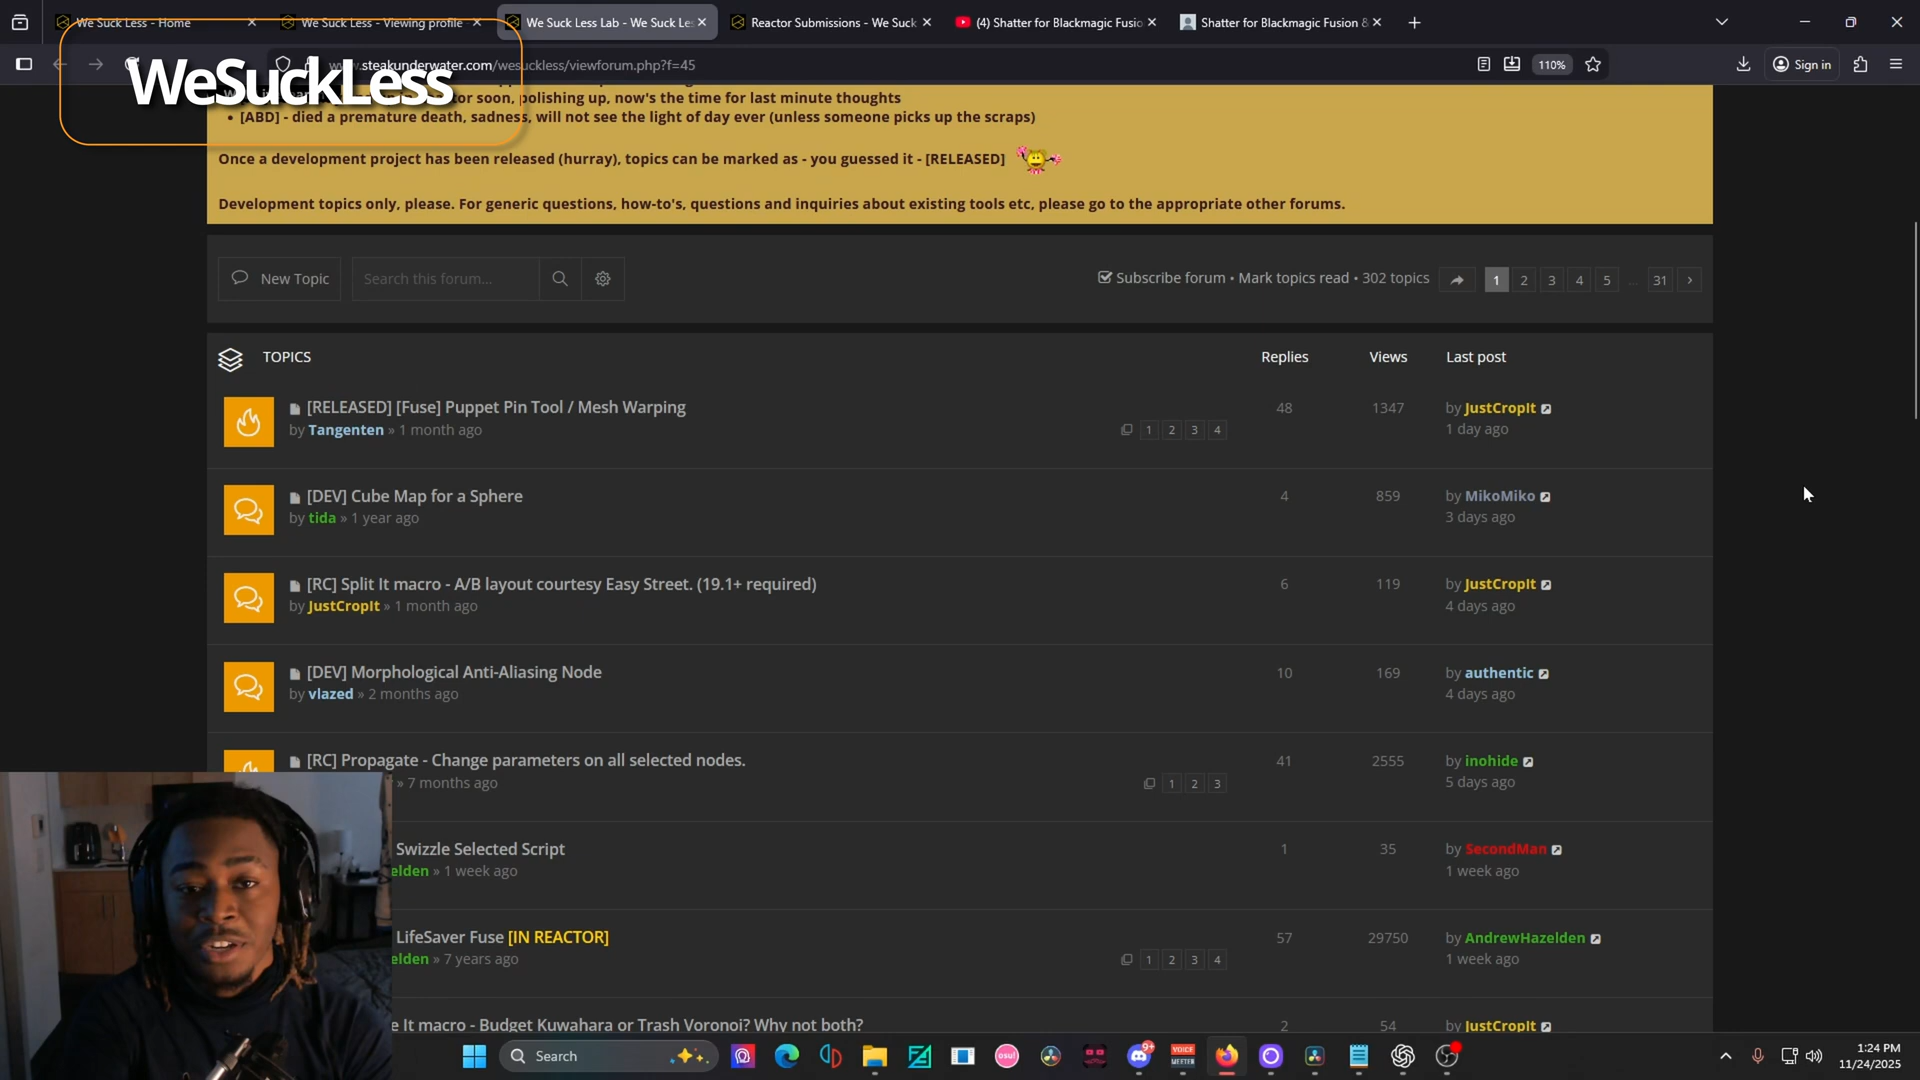 We Suck Less - Home
We Suck Less - Viewing profile
We Suck Less Lab - We Suck Les
Reactor Submissions - We Suck
(4) Shatter for Blackmagic Fusio
Shatter for Blackmagic Fusion &
steakunderwater.com/wesuckless/viewforum.php?f=45
110%
Sign in
WeSuckLess
soon, polishing up, now's the time for last minute thoughts
• [ABD] - died a premature death, sadness, will not see the light of day ever (unless someone picks up the scraps)
Once a development project has been released (hurray), topics can be marked as - you guessed it - [RELEASED]
Development topics only, please. For generic questions, how-to's, questions and inquiries about existing tools etc, please go to the appropriate other forums.
New Topic
Search this forum…
Subscribe forum • Mark topics read • 302 topics
1 2 3 4 5 … 31
TOPICS Replies Views Last post
[RELEASED] [Fuse] Puppet Pin Tool / Mesh Warping 48 1347 by JustCropIt
by Tangenten » 1 month ago 1 2 3 4 1 day ago
[DEV] Cube Map for a Sphere 4 859 by MikoMiko
by tida » 1 year ago 3 days ago
[RC] Split It macro - A/B layout courtesy Easy Street. (19.1+ required) 6 119 by JustCropIt
by JustCropIt » 1 month ago 4 days ago
[DEV] Morphological Anti-Aliasing Node 10 169 by authentic
by vlazed » 2 months ago 4 days ago
[RC] Propagate - Change parameters on all selected nodes. 41 2555 by inohide
» 7 months ago 1 2 3 5 days ago
Swizzle Selected Script 1 35 by SecondMan
elden » 1 week ago 1 week ago
LifeSaver Fuse [IN REACTOR] 57 29750 by AndrewHazelden
elden » 7 years ago 1 2 3 4 1 week ago
e It macro - Budget Kuwahara or Trash Voronoi? Why not both? 2 54 by JustCropIt
Search
osu!
9+
VOICE
MEETER
1:24 PM
11/24/2025